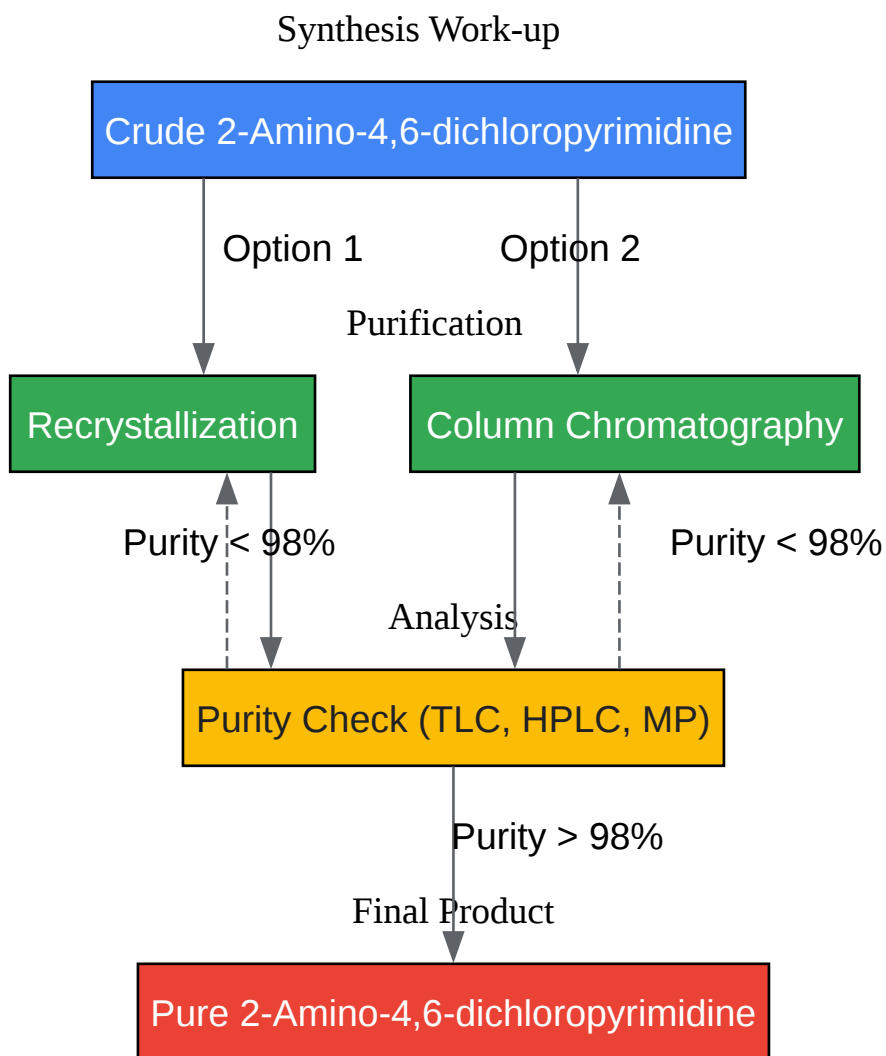 Synthesis Work-up
Crude 2-Amino-4,6-dichloropyrimidine
Option 1
Option 2
Purification
Recrystallization
Column Chromatography
Purity < 98%
Purity < 98%
Analysis
Purity Check (TLC, HPLC, MP)
Purity > 98%
Final Product
Pure 2-Amino-4,6-dichloropyrimidine